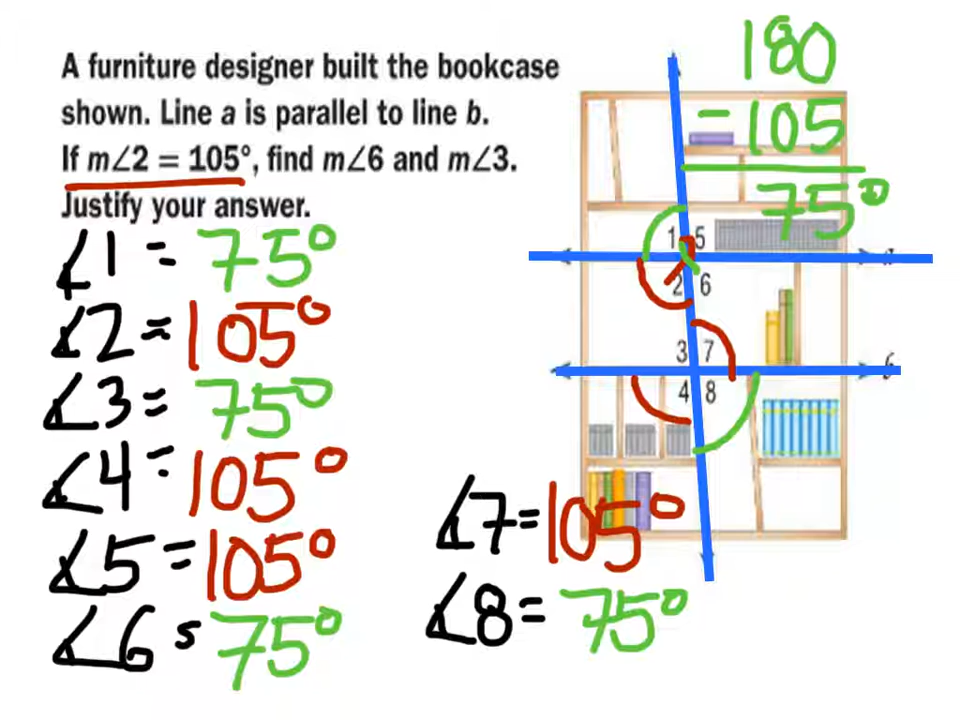 A furniture designer built the bookcase
shown. Line a is parallel to line b.
If m∠2 = 105°, find m∠6 and m∠3.
Justify your answer.
∠1 = 75°
∠2 = 105°
∠3 = 75°
∠4 = 105°
∠5 = 105°
∠6 s 75°
∠7 = 105°
∠8 = 75°
180
- 105
75°
1 5
2 6
3 7
4 8